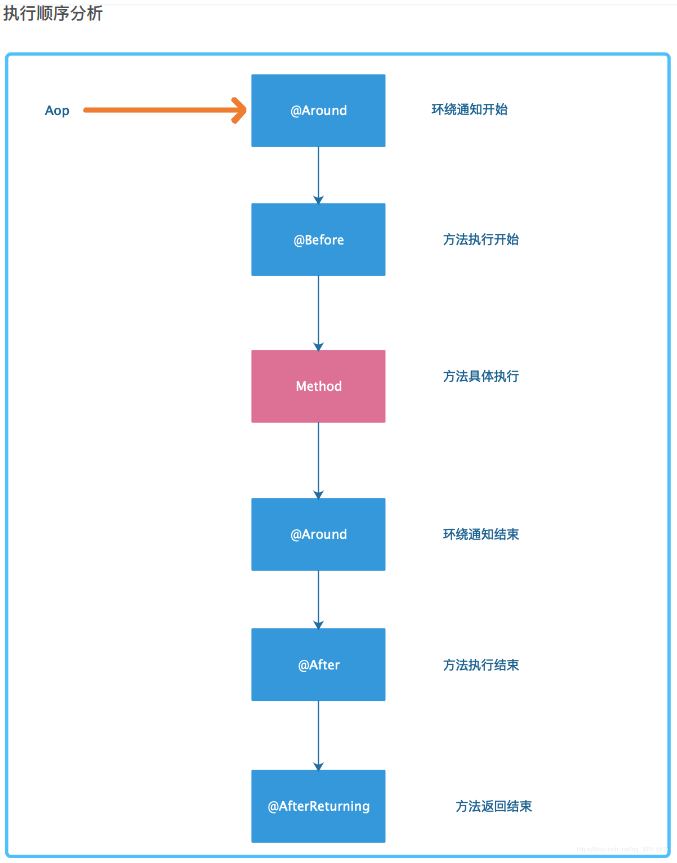 执行顺序分析
Aop
@Around
环绕通知开始
@Before
方法执行开始
Method
方法具体执行
@Around
环绕通知结束
@After
方法执行结束
@AfterReturning
方法返回结束